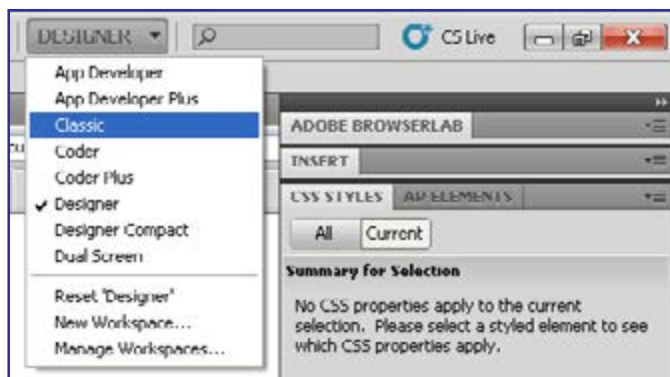 DESIGNER
CS Live
App Developer
App Developer Plus
Classic
Coder
Coder Plus
Designer
Designer Compact
Dual Screen
Reset 'Designer'
New Workspace...
Manage Workspaces...
ADOBE BROWSERLAB
INSERT
CSS STYLES AP ELEMENTS
All Current
Summary for Selection
No CSS properties apply to the current
selection. Please select a styled element to see
which CSS properties apply.